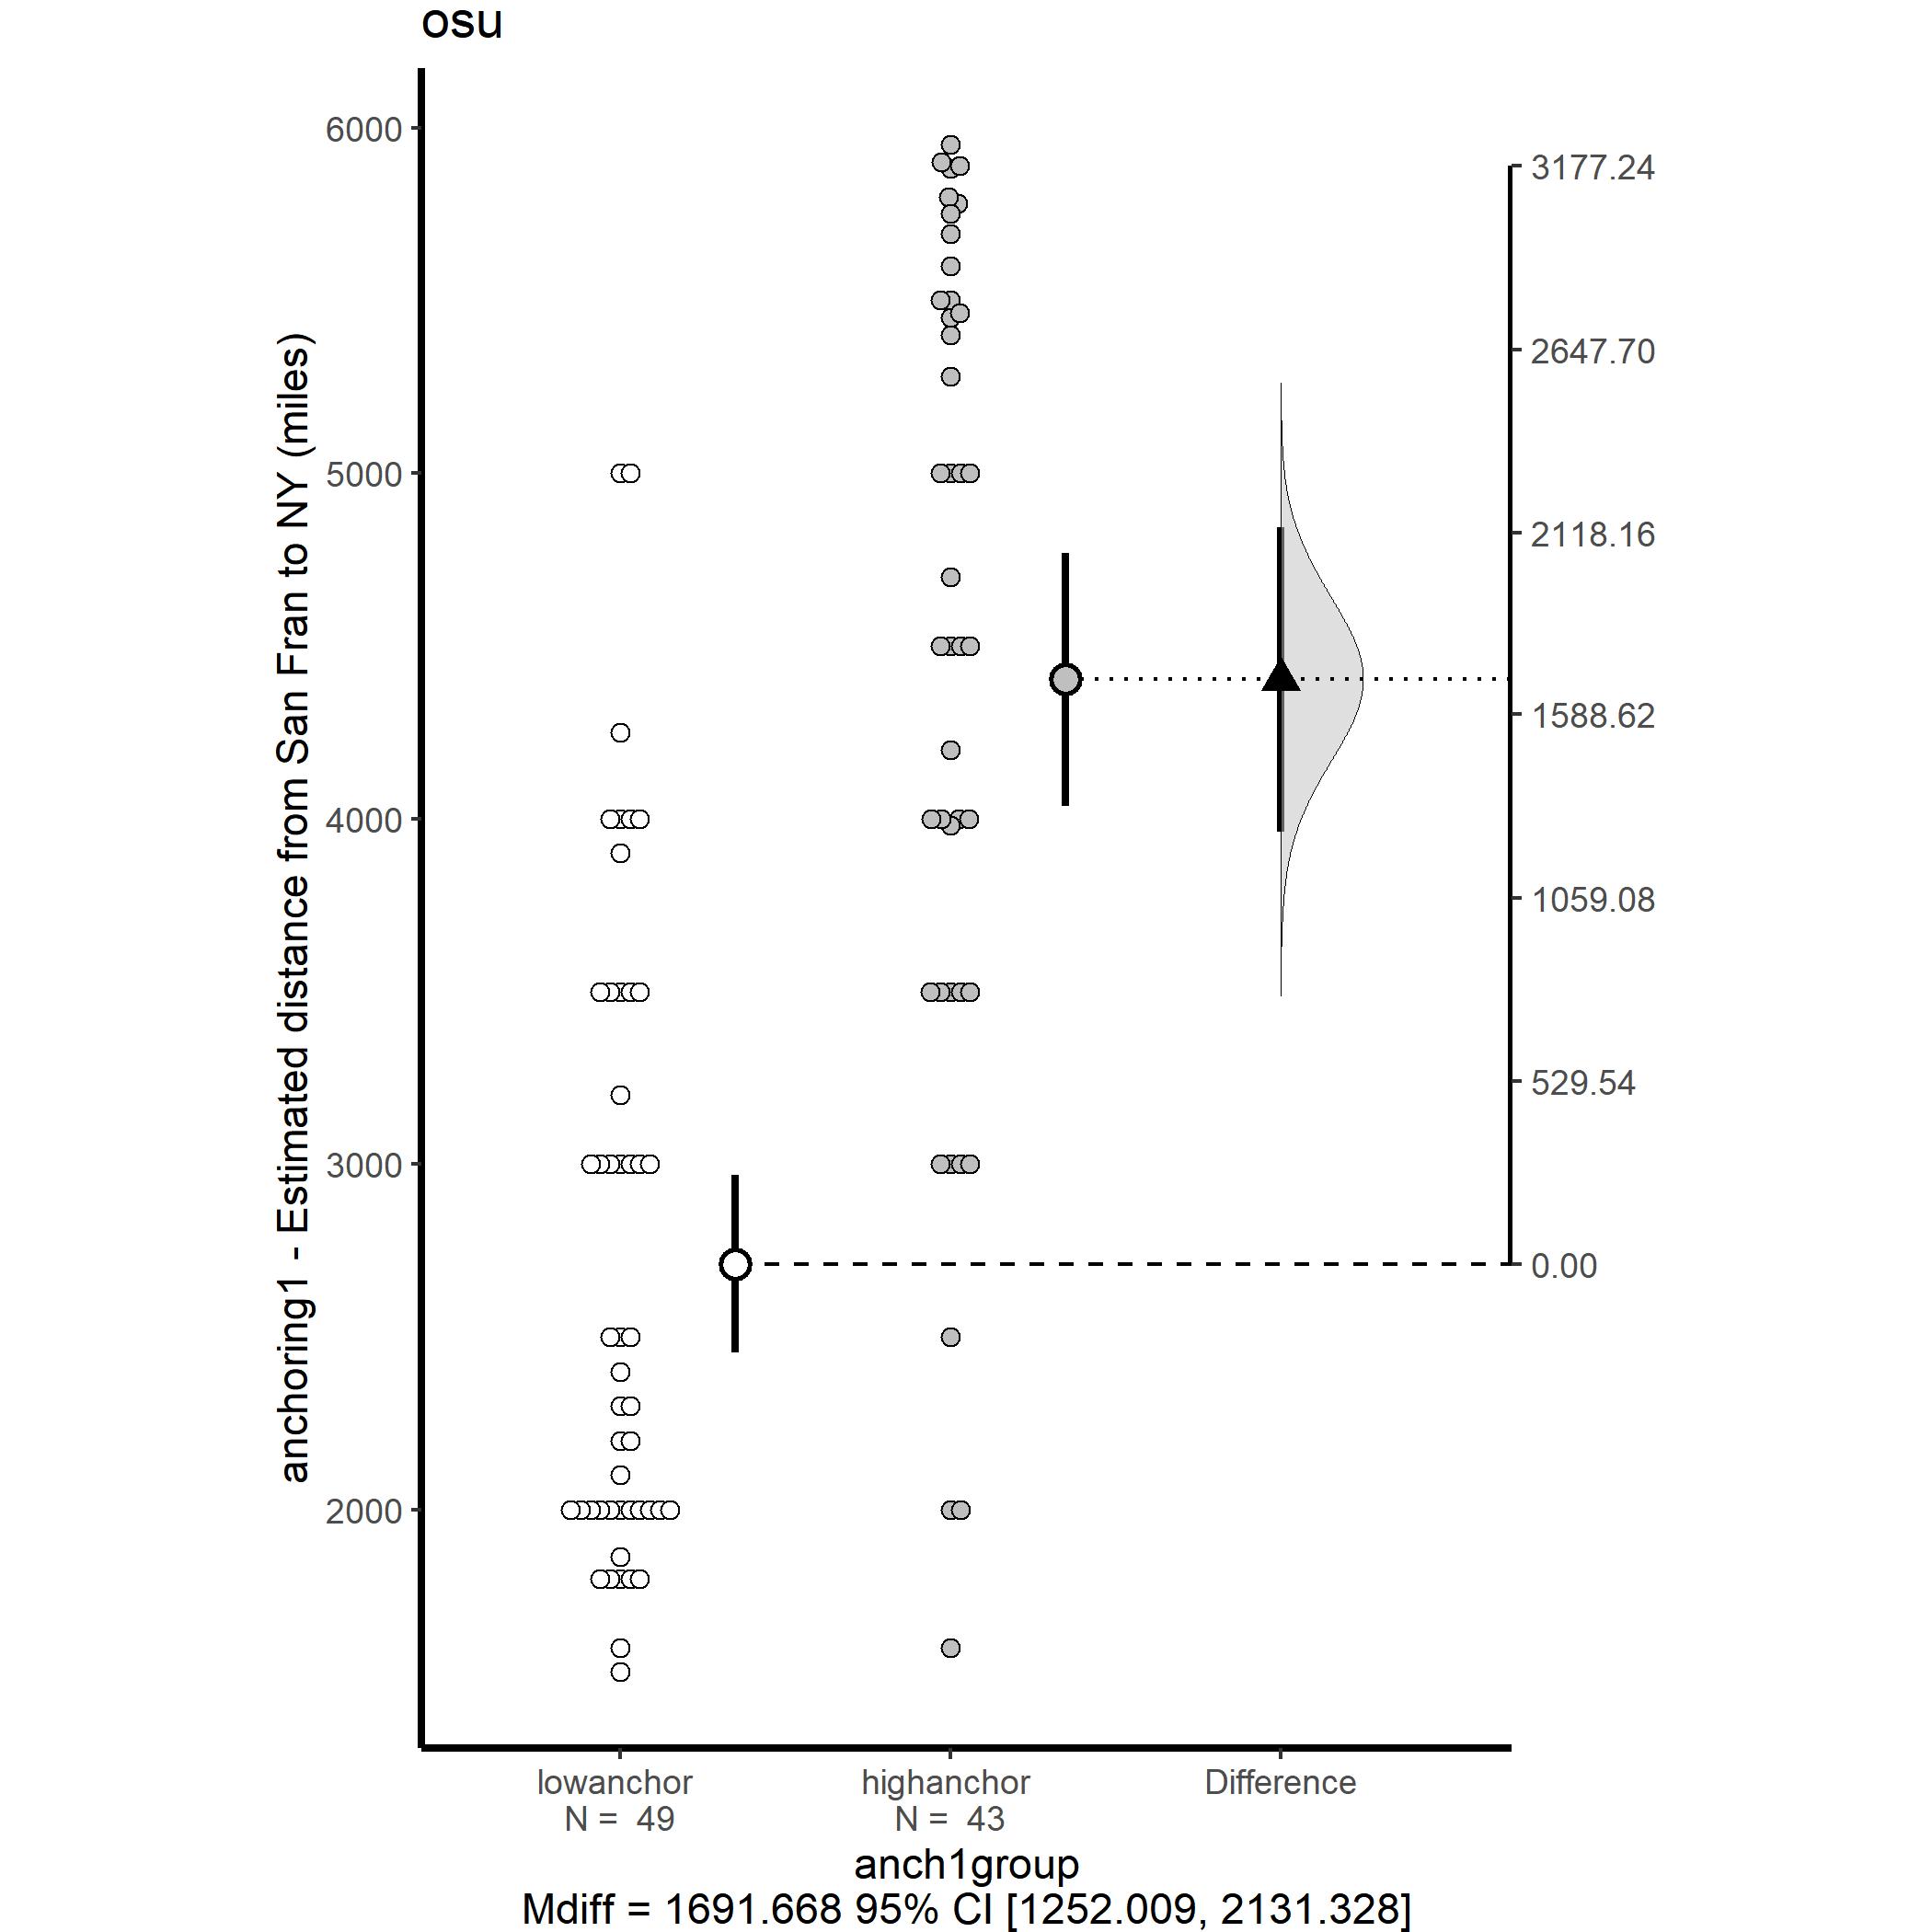 osu
anchoring1 - Estimated distance from San Fran to NY (miles)
6000
5000
4000
3000
2000
3177.24
2647.70
2118.16
1588.62
1059.08
529.54
0.00
lowanchor
N =  49
highanchor
N =  43
Difference
anch1group
Mdiff = 1691.668 95% CI [1252.009, 2131.328]